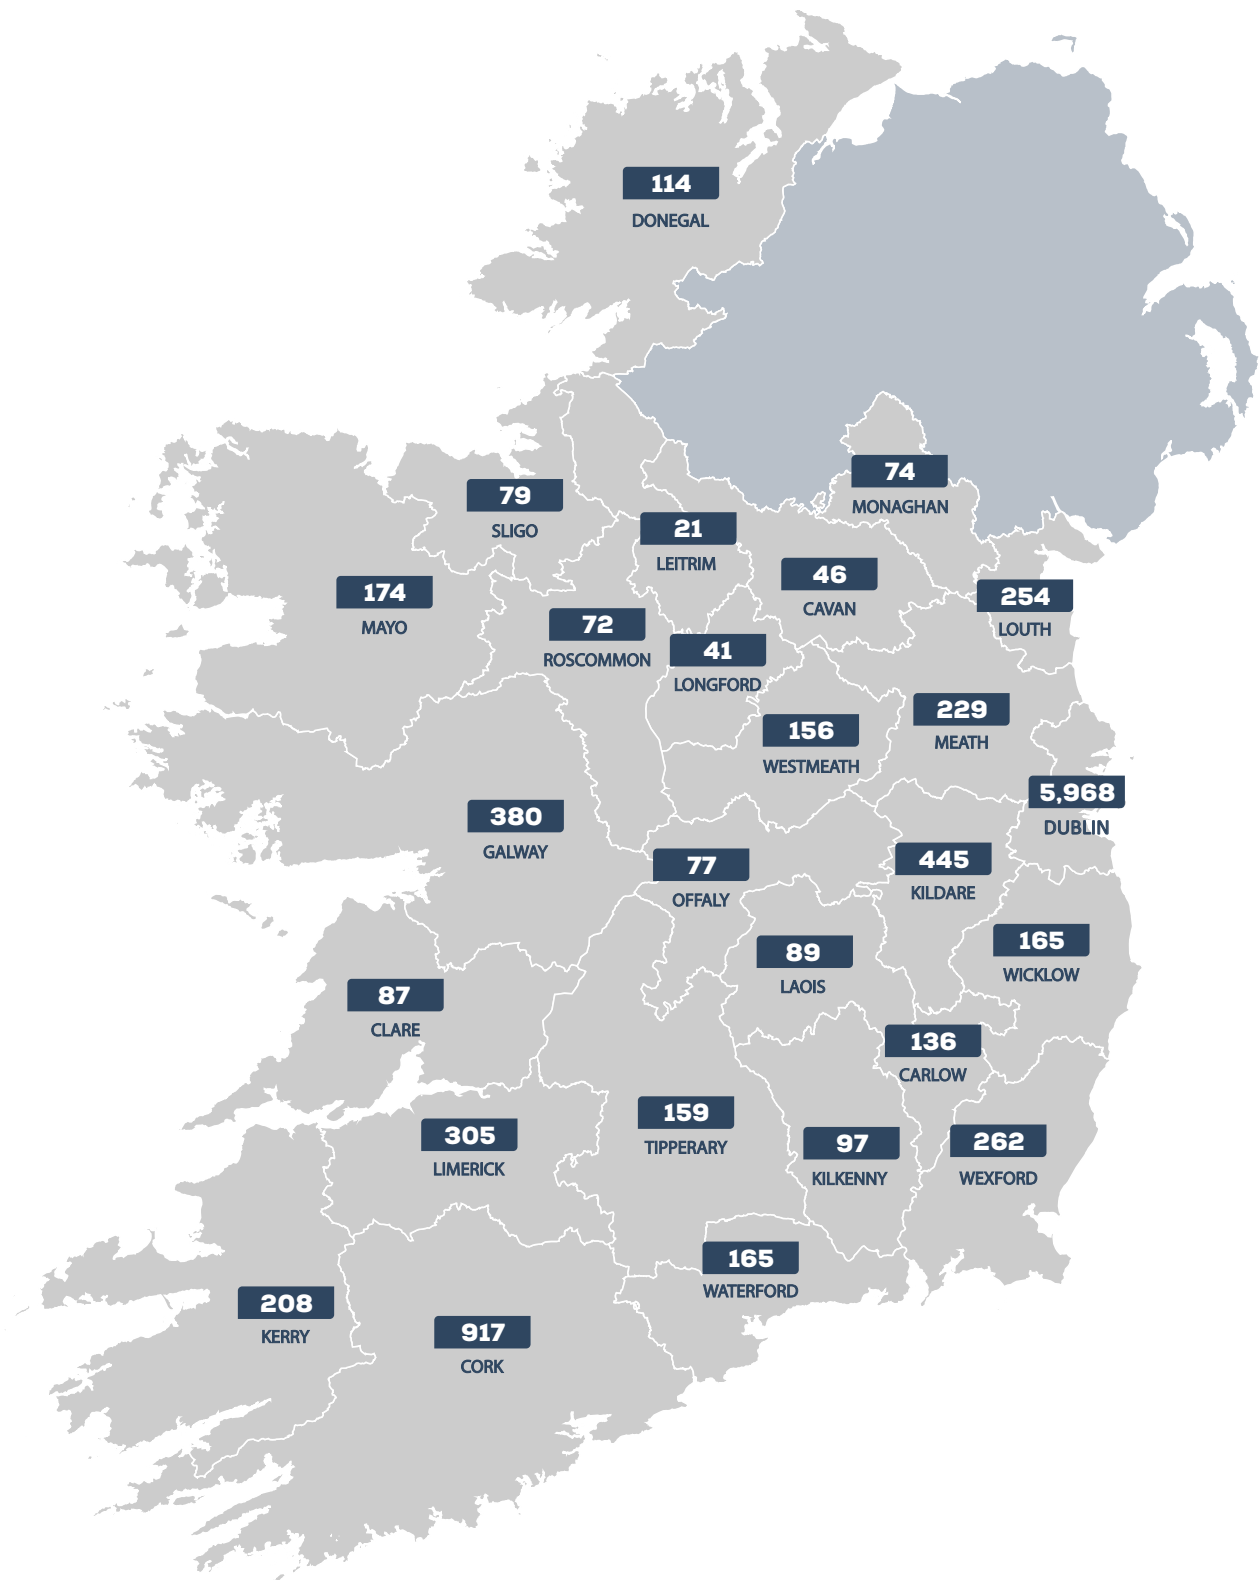 114
DONEGAL
74
MONAGHAN
79
SLIGO
21
LEITRIM
46
CAVAN
174
MAYO
254
LOUTH
72
ROSCOMMON
41
LONGFORD
229
MEATH
156
WESTMEATH
5,968
DUBLIN
380
GALWAY
77
OFFALY
445
KILDARE
165
WICKLOW
89
LAOIS
87
CLARE
136
CARLOW
159
TIPPERARY
305
LIMERICK
97
KILKENNY
262
WEXFORD
165
WATERFORD
208
KERRY
917
CORK